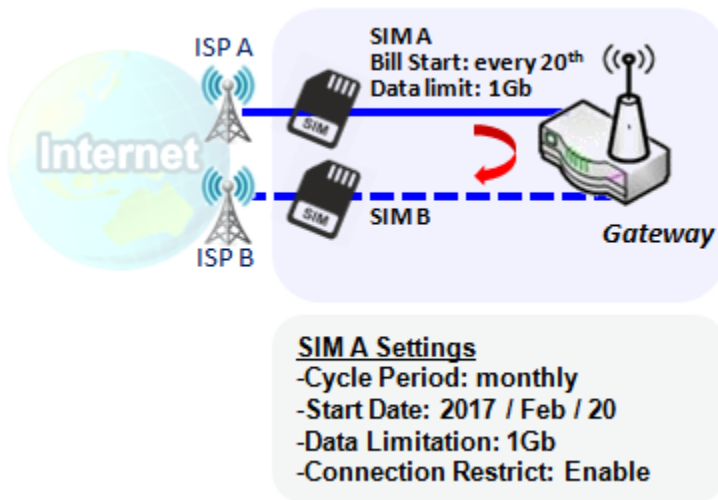 ISP A
SIM A
Bill Start: every 20th
Data limit: 1Gb
SIM
Internet
SIM
SIM B
Gateway
ISP B
SIM A Settings
-Cycle Period: monthly
-Start Date: 2017 / Feb / 20
-Data Limitation: 1Gb
-Connection Restrict: Enable